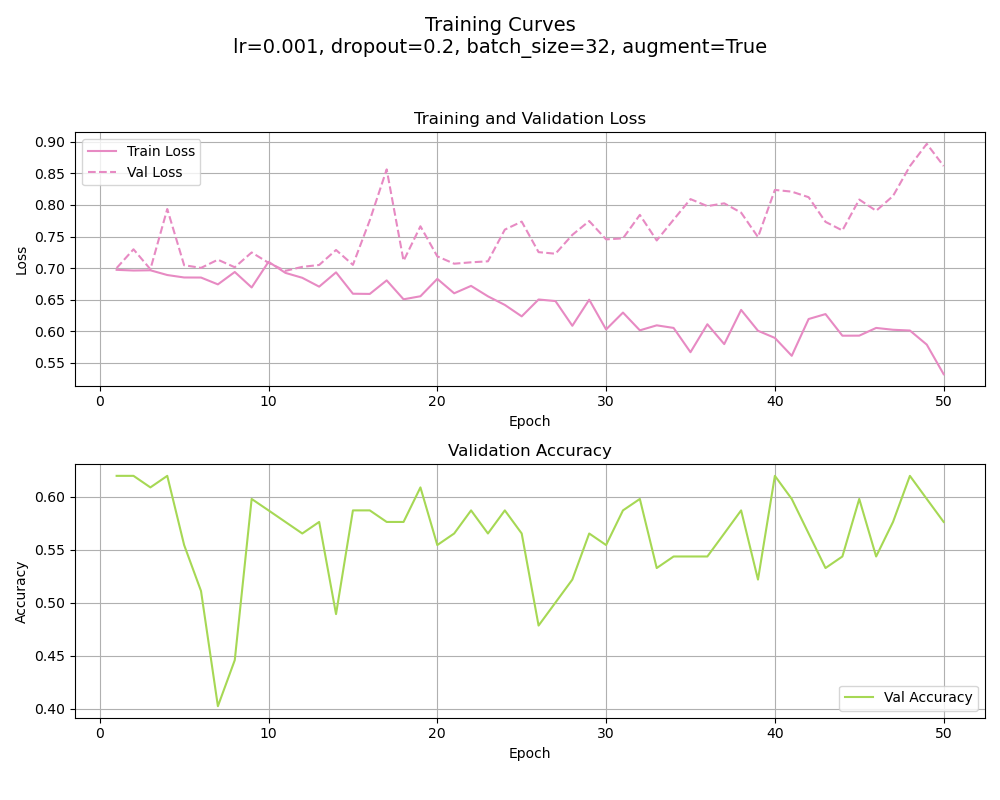 Training Curves
lr=0.001, dropout=0.2, batch_size=32, augment=True
Training and Validation Loss
Train Loss
Val Loss
0.90
0.85
0.80
0.75
0.70
0.65
0.60
0.55
Loss
0 10 20 30 40 50
Epoch
Validation Accuracy
0.60
0.55
0.50
0.45
0.40
Accuracy
Val Accuracy
0 10 20 30 40 50
Epoch